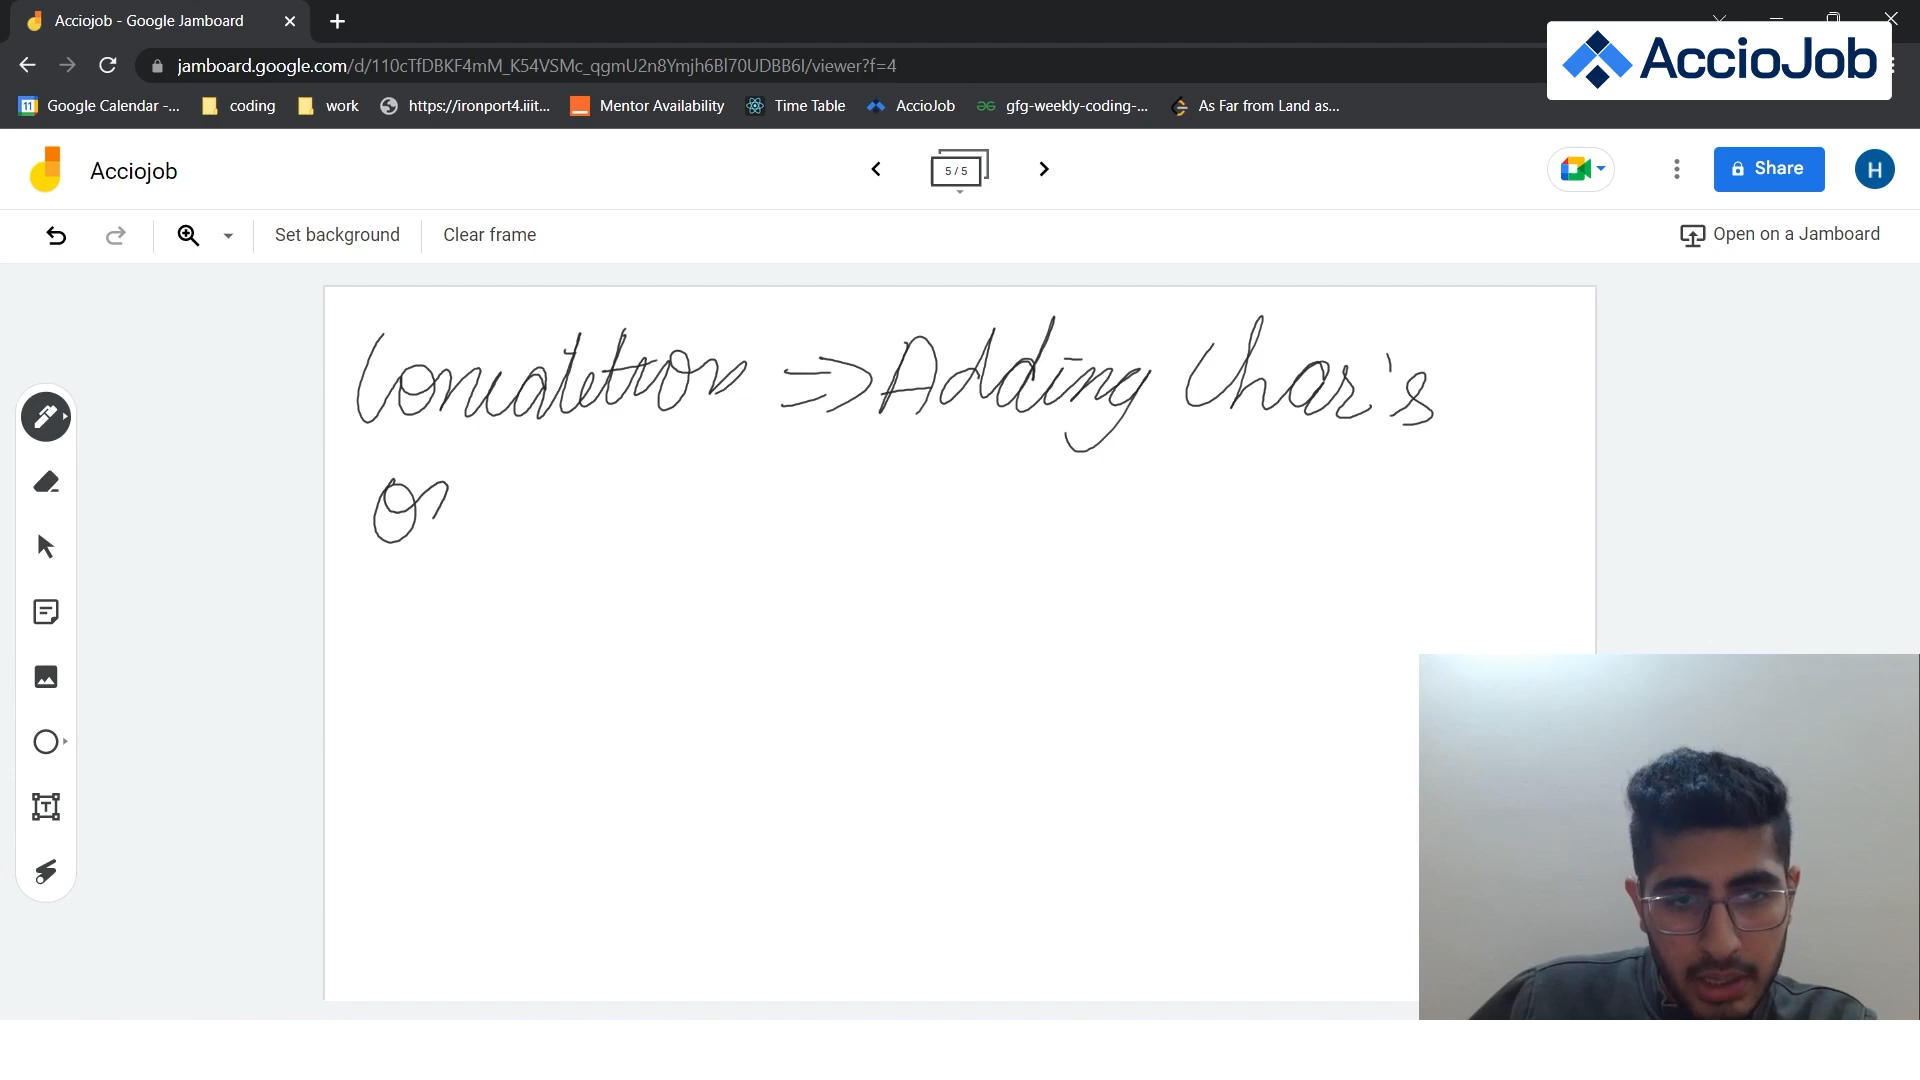 Acciojob - Google Jamboard
AccioJob
jamboard.google.com/d/110cTfDBKF4mM_K54VSMc_qgmU2n8Ymjh6Bl70UDBB6I/viewer?f=4
11 Google Calendar -... coding work https://ironport4.iiit... Mentor Availability Time Table AccioJob gfg-weekly-coding-... As Far from Land as...
Acciojob 5 / 5 Share H
Set background Clear frame Open on a Jamboard
⇒ Adding Char's
or